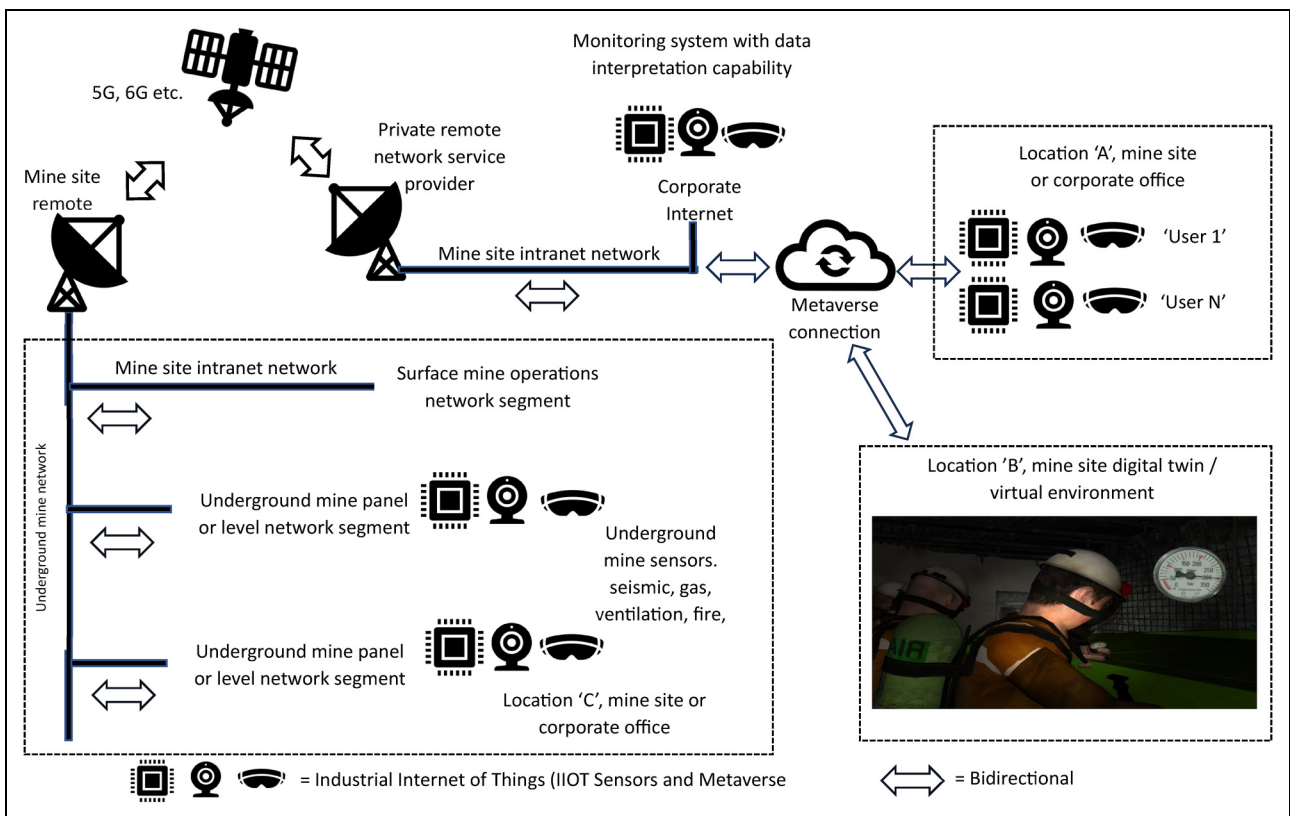 Monitoring system with data
interpretation capability
5G, 6G etc.
Private remote
network service
provider
Mine site
remote
Corporate
Internet
Mine site intranet network
Metaverse
connection
Location ‘A’, mine site
or corporate office
‘User 1’
‘User N’
Mine site intranet network
Surface mine operations
network segment
Underground mine network
Underground mine panel
or level network segment
Underground
mine sensors.
seismic, gas,
ventilation, fire,
Underground mine panel
or level network segment
Location ‘C’, mine site or
corporate office
Location ’B’, mine site digital twin /
virtual environment
AIR
= Industrial Internet of Things (IIOT Sensors and Metaverse
= Bidirectional